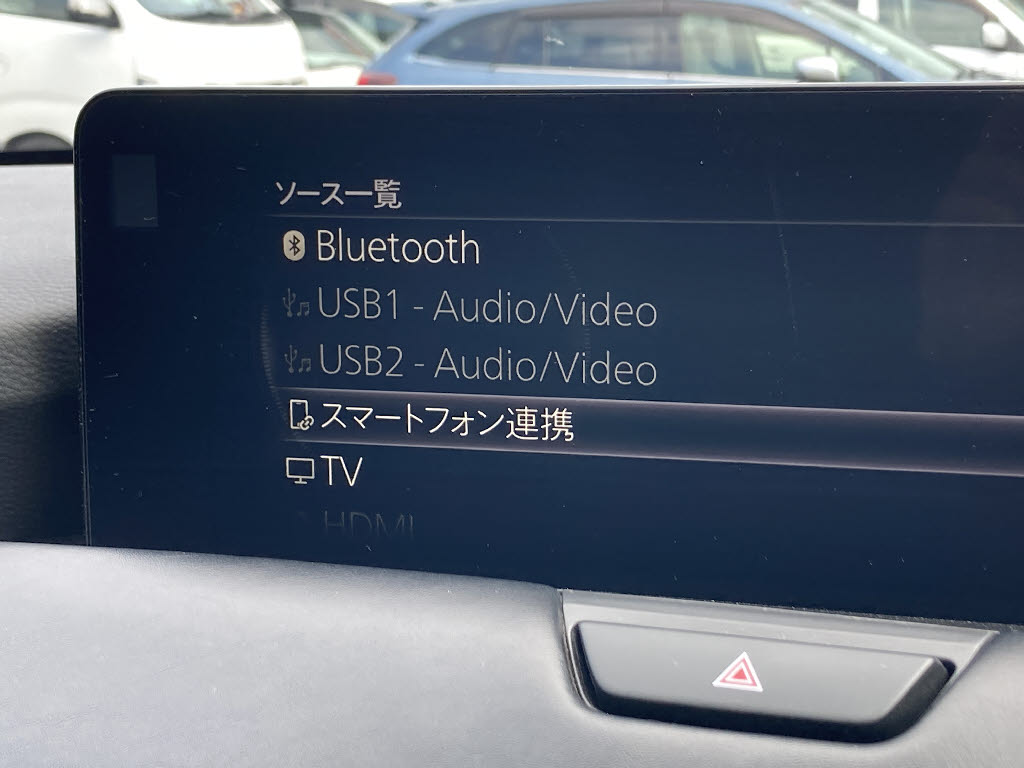 ソース一覧
Bluetooth
USB1 - Audio/Video
USB2 - Audio/Video
スマートフォン連携
TV
HDMI